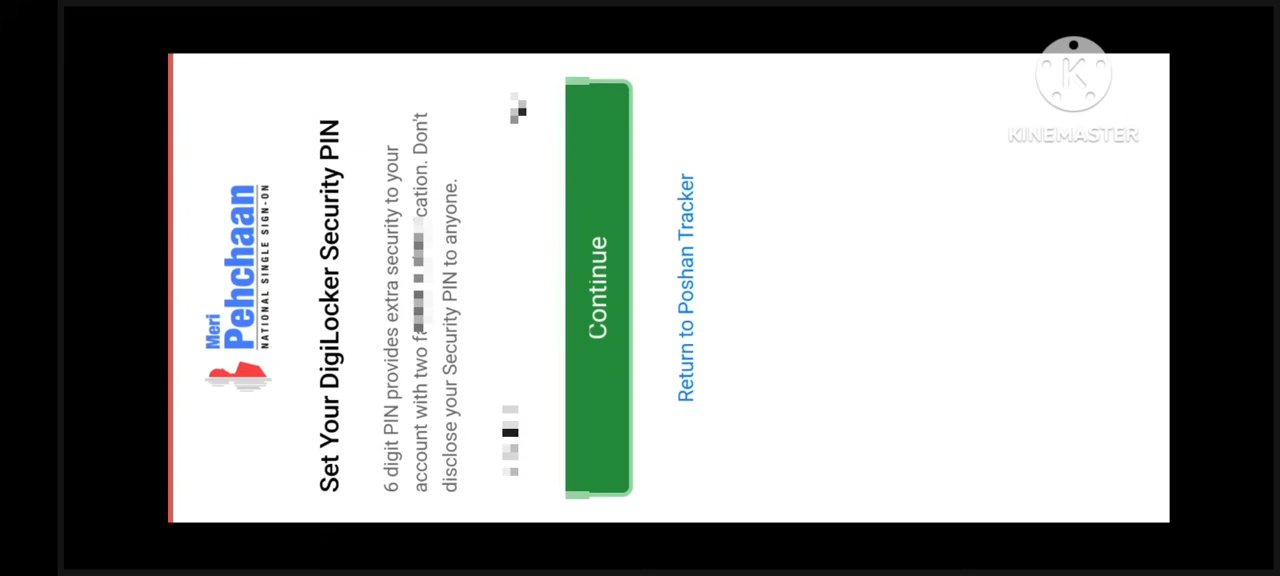 Meri
Pehchaan
NATIONAL SINGLE SIGN-ON
Set Your DigiLocker Security PIN
6 digit PIN provides extra security to your
account with two cation. Don't
disclose your Security PIN to anyone.
Continue
Return to Poshan Tracker
K
KINEMASTER